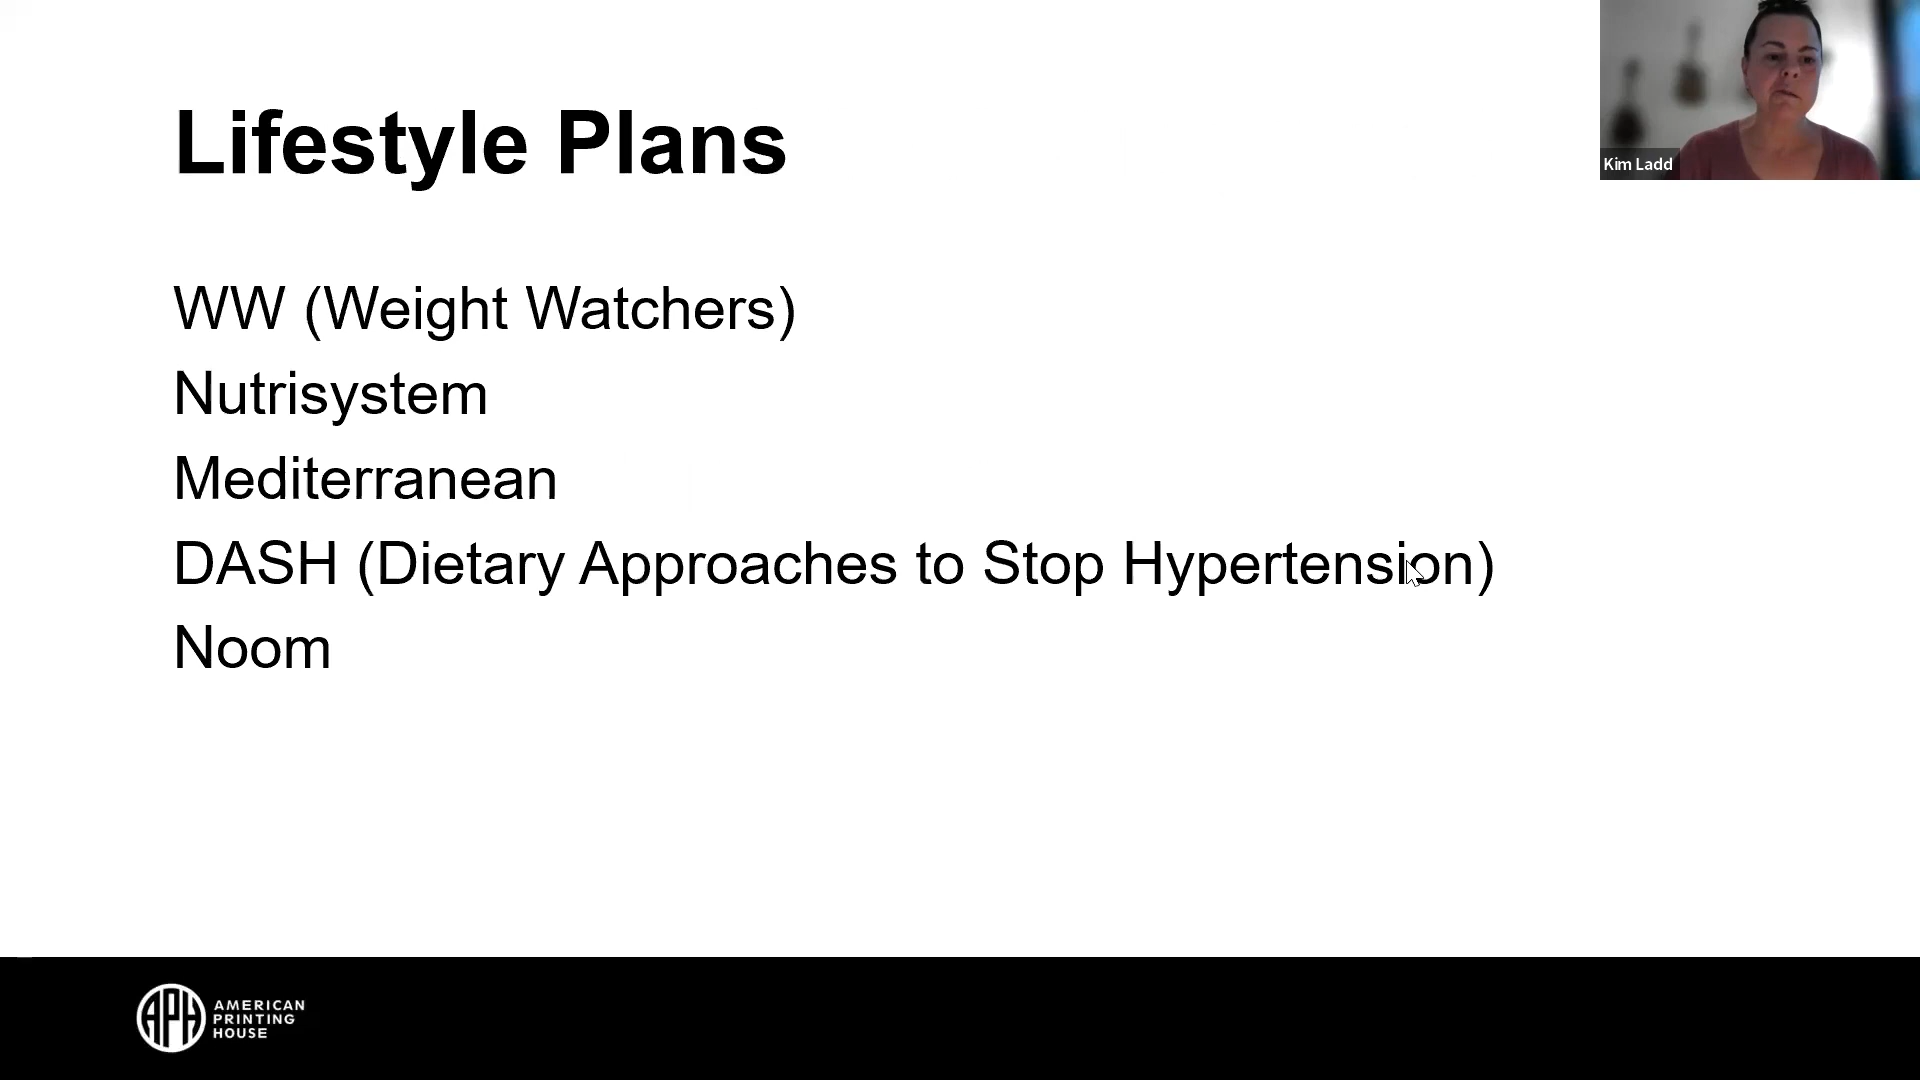 Lifestyle Plans
Kim Ladd
WW (Weight Watchers)
Nutrisystem
Mediterranean
DASH (Dietary Approaches to Stop Hypertension)
Noom
APH
AMERICAN
PRINTING
HOUSE